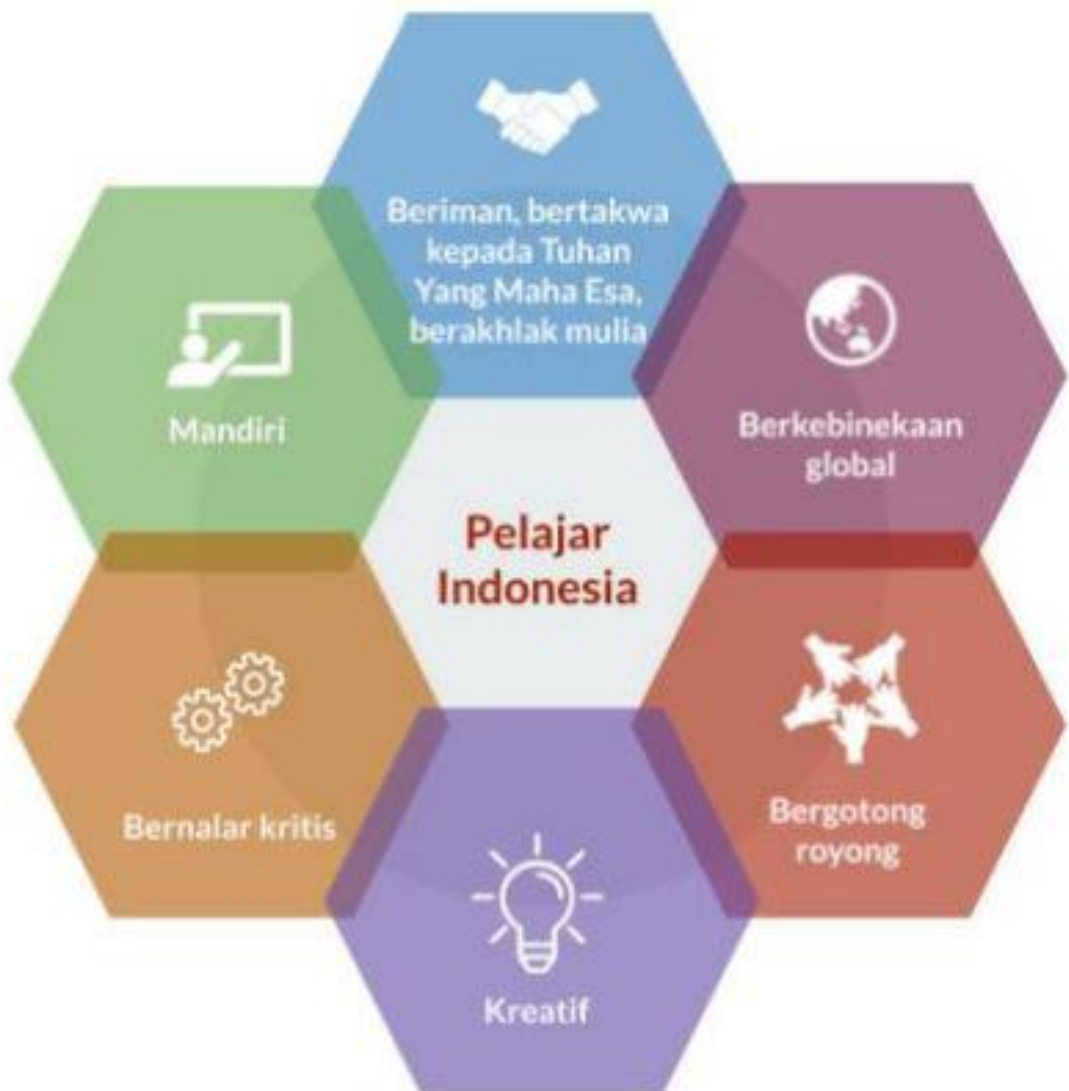 Beriman, bertakwa
kepada Tuhan
Yang Maha Esa,
berakhlak mulia
Berkebinekaan
global
Bergotong
royong
Kreatif
Bernalar kritis
Mandiri
Pelajar
Indonesia